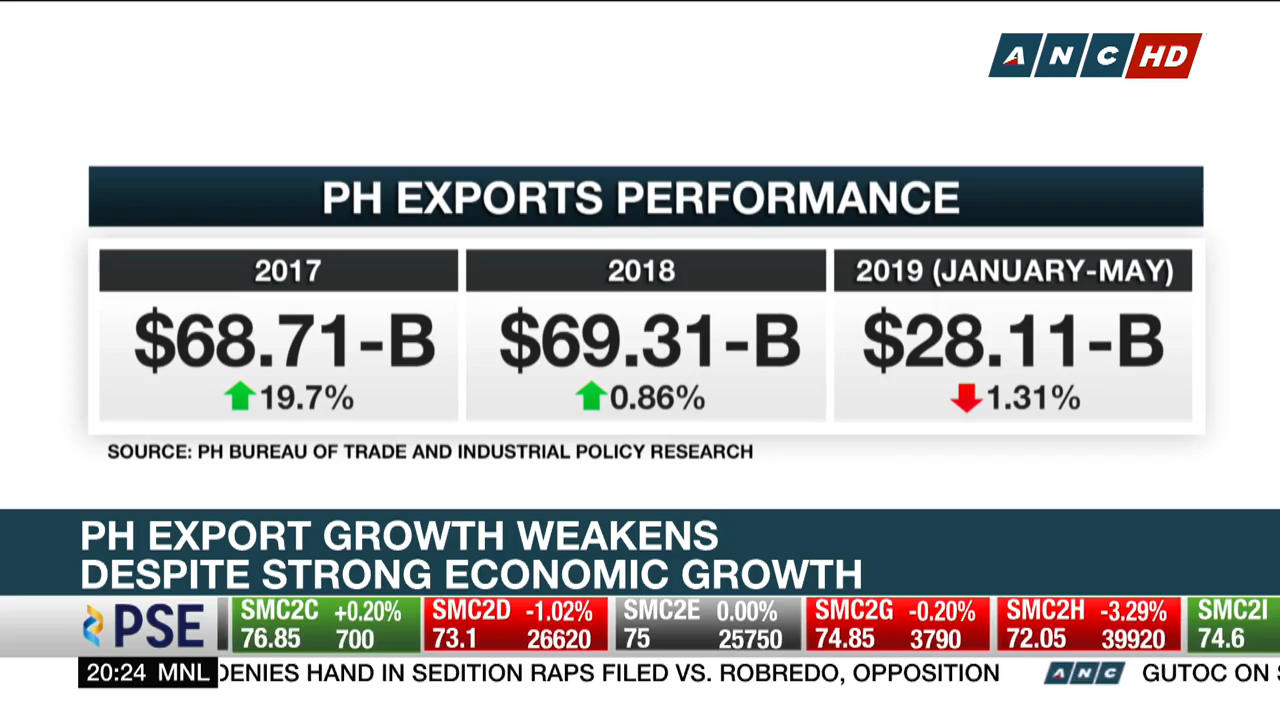 ANC HD
PH EXPORTS PERFORMANCE
2017
$68.71-B
19.7%
2018
$69.31-B
0.86%
2019 (JANUARY-MAY)
$28.11-B
1.31%
SOURCE: PH BUREAU OF TRADE AND INDUSTRIAL POLICY RESEARCH
PH EXPORT GROWTH WEAKENS
DESPITE STRONG ECONOMIC GROWTH
PSE
SMC2C +0.20%
76.85 700
SMC2D -1.02%
73.1 26620
SMC2E 0.00%
75 25750
SMC2G -0.20%
74.85 3790
SMC2H -3.29%
72.05 39920
SMC2I
74.6
20:24 MNL DENIES HAND IN SEDITION RAPS FILED VS. ROBREDO, OPPOSITION ANC GUTOC ON